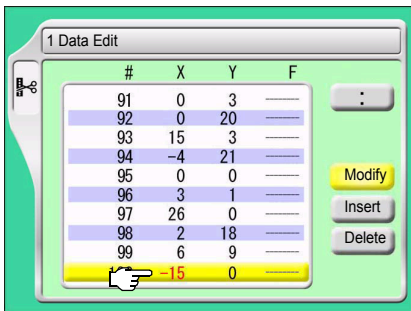 1 Data Edit
# X Y F
91 0 3 --------
:
92 0 20 --------
93 15 3 --------
94 -4 21 --------
95 0 0 --------
Modify
96 3 1 --------
97 26 0 --------
Insert
98 2 18 --------
Delete
99 6 9 --------
-15 0 --------